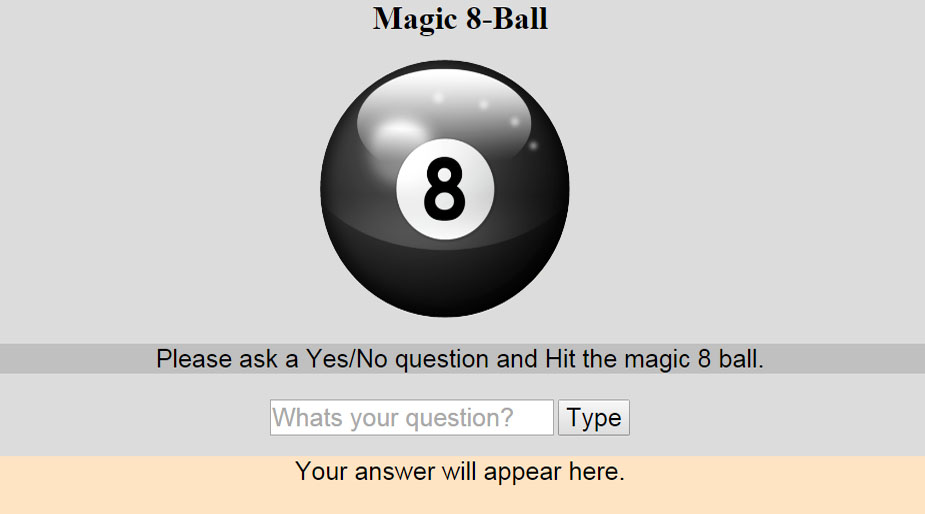 Magic 8-Ball
8
Please ask a Yes/No question and Hit the magic 8 ball.
Whats your question? Type
Your answer will appear here.